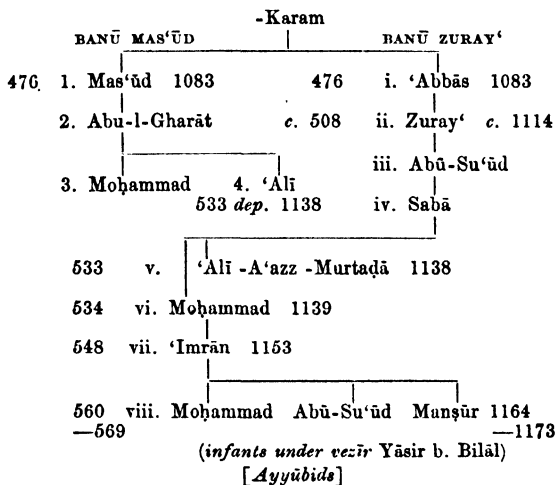 -Karam
BANŪ MAS‘ŪD BANŪ ZURAY‘
476 1. Mas‘ūd 1083 476 i. ‘Abbās 1083
2. Abu-l-Gharāt c. 508 ii. Zuray‘ c. 1114
iii. Abū-Su‘ūd
3. Moḥammad 4. ‘Alī
533 dep. 1138 iv. Sabā
533 v. ‘Alī -A‘azz -Murtaḍā 1138
534 vi. Moḥammad 1139
548 vii. ‘Imrān 1153
560 viii. Moḥammad Abū-Su‘ūd Manṣūr 1164
—569 —1173
(infants under vezīr Yāsir b. Bilāl)
[Ayyūbids]